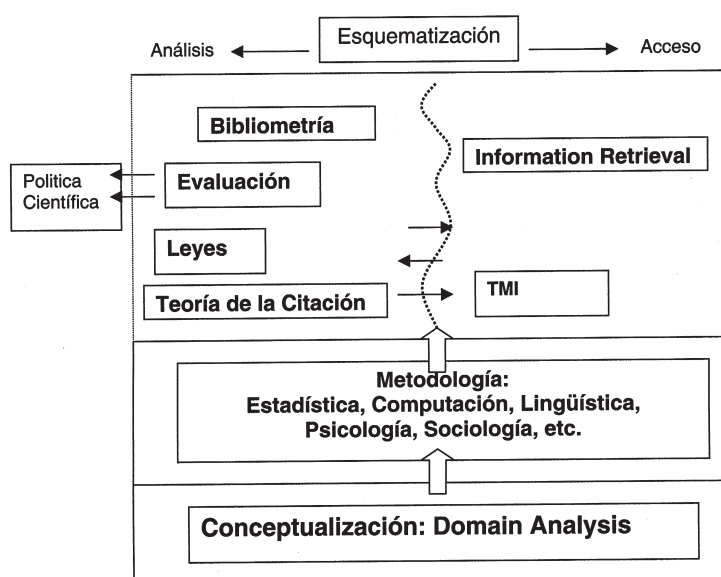 Esquematización
Análisis
Acceso
Bibliometría
Information Retrieval
Politica
Científica
Evaluación
Leyes
Teoría de la Citación
TMI
Metodología:
Estadística, Computación, Lingüística,
Psicología, Sociología, etc.
Conceptualización: Domain Analysis